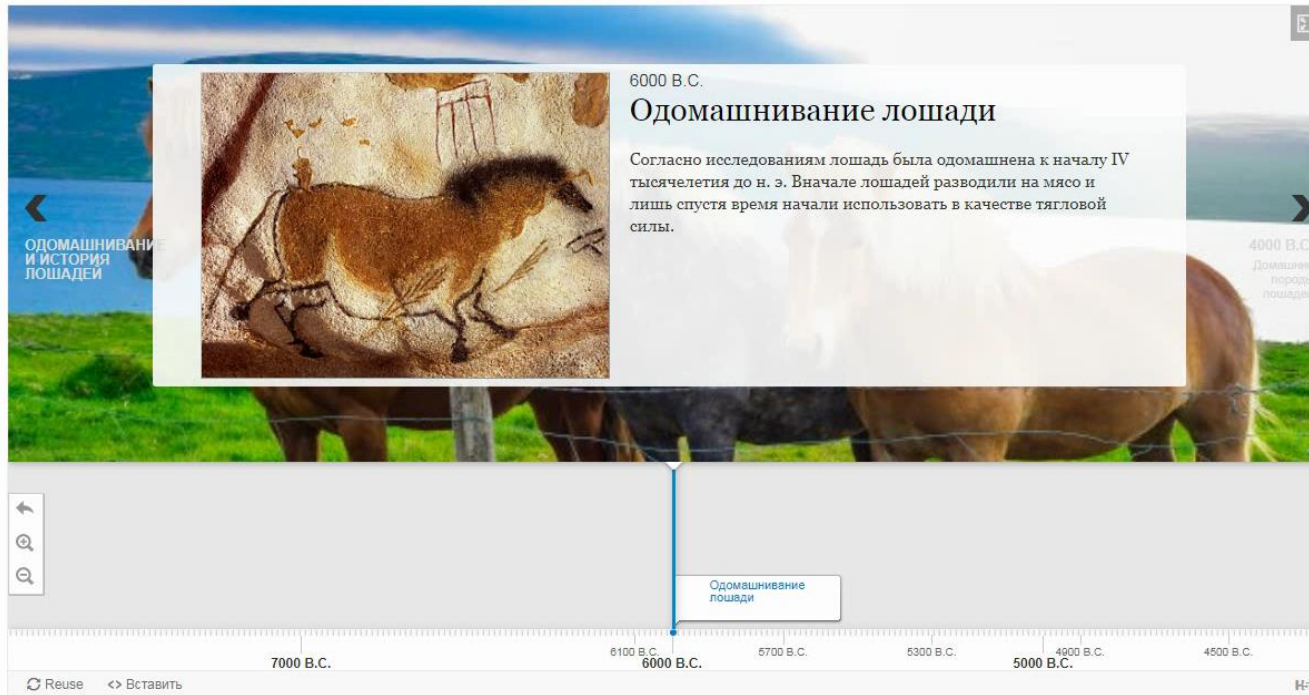 6000 B.C.
Одомашнивание лошади
Согласно исследованиям лошадь была одомашнена к началу IV
тысячелетия до н. э. Вначале лошадей разводили на мясо и
лишь спустя время начали использовать в качестве тягловой
силы.
ОДОМАШНИВАНИЕ
И ИСТОРИЯ
ЛОШАДЕЙ
4000 B.C
Одомашнивание
лошади
6100 B.C.
5700 B.C.
5300 B.C.
4900 B.C.
4500 B.C.
7000 B.C.
6000 B.C.
5000 B.C.
Reuse
<> Вставить